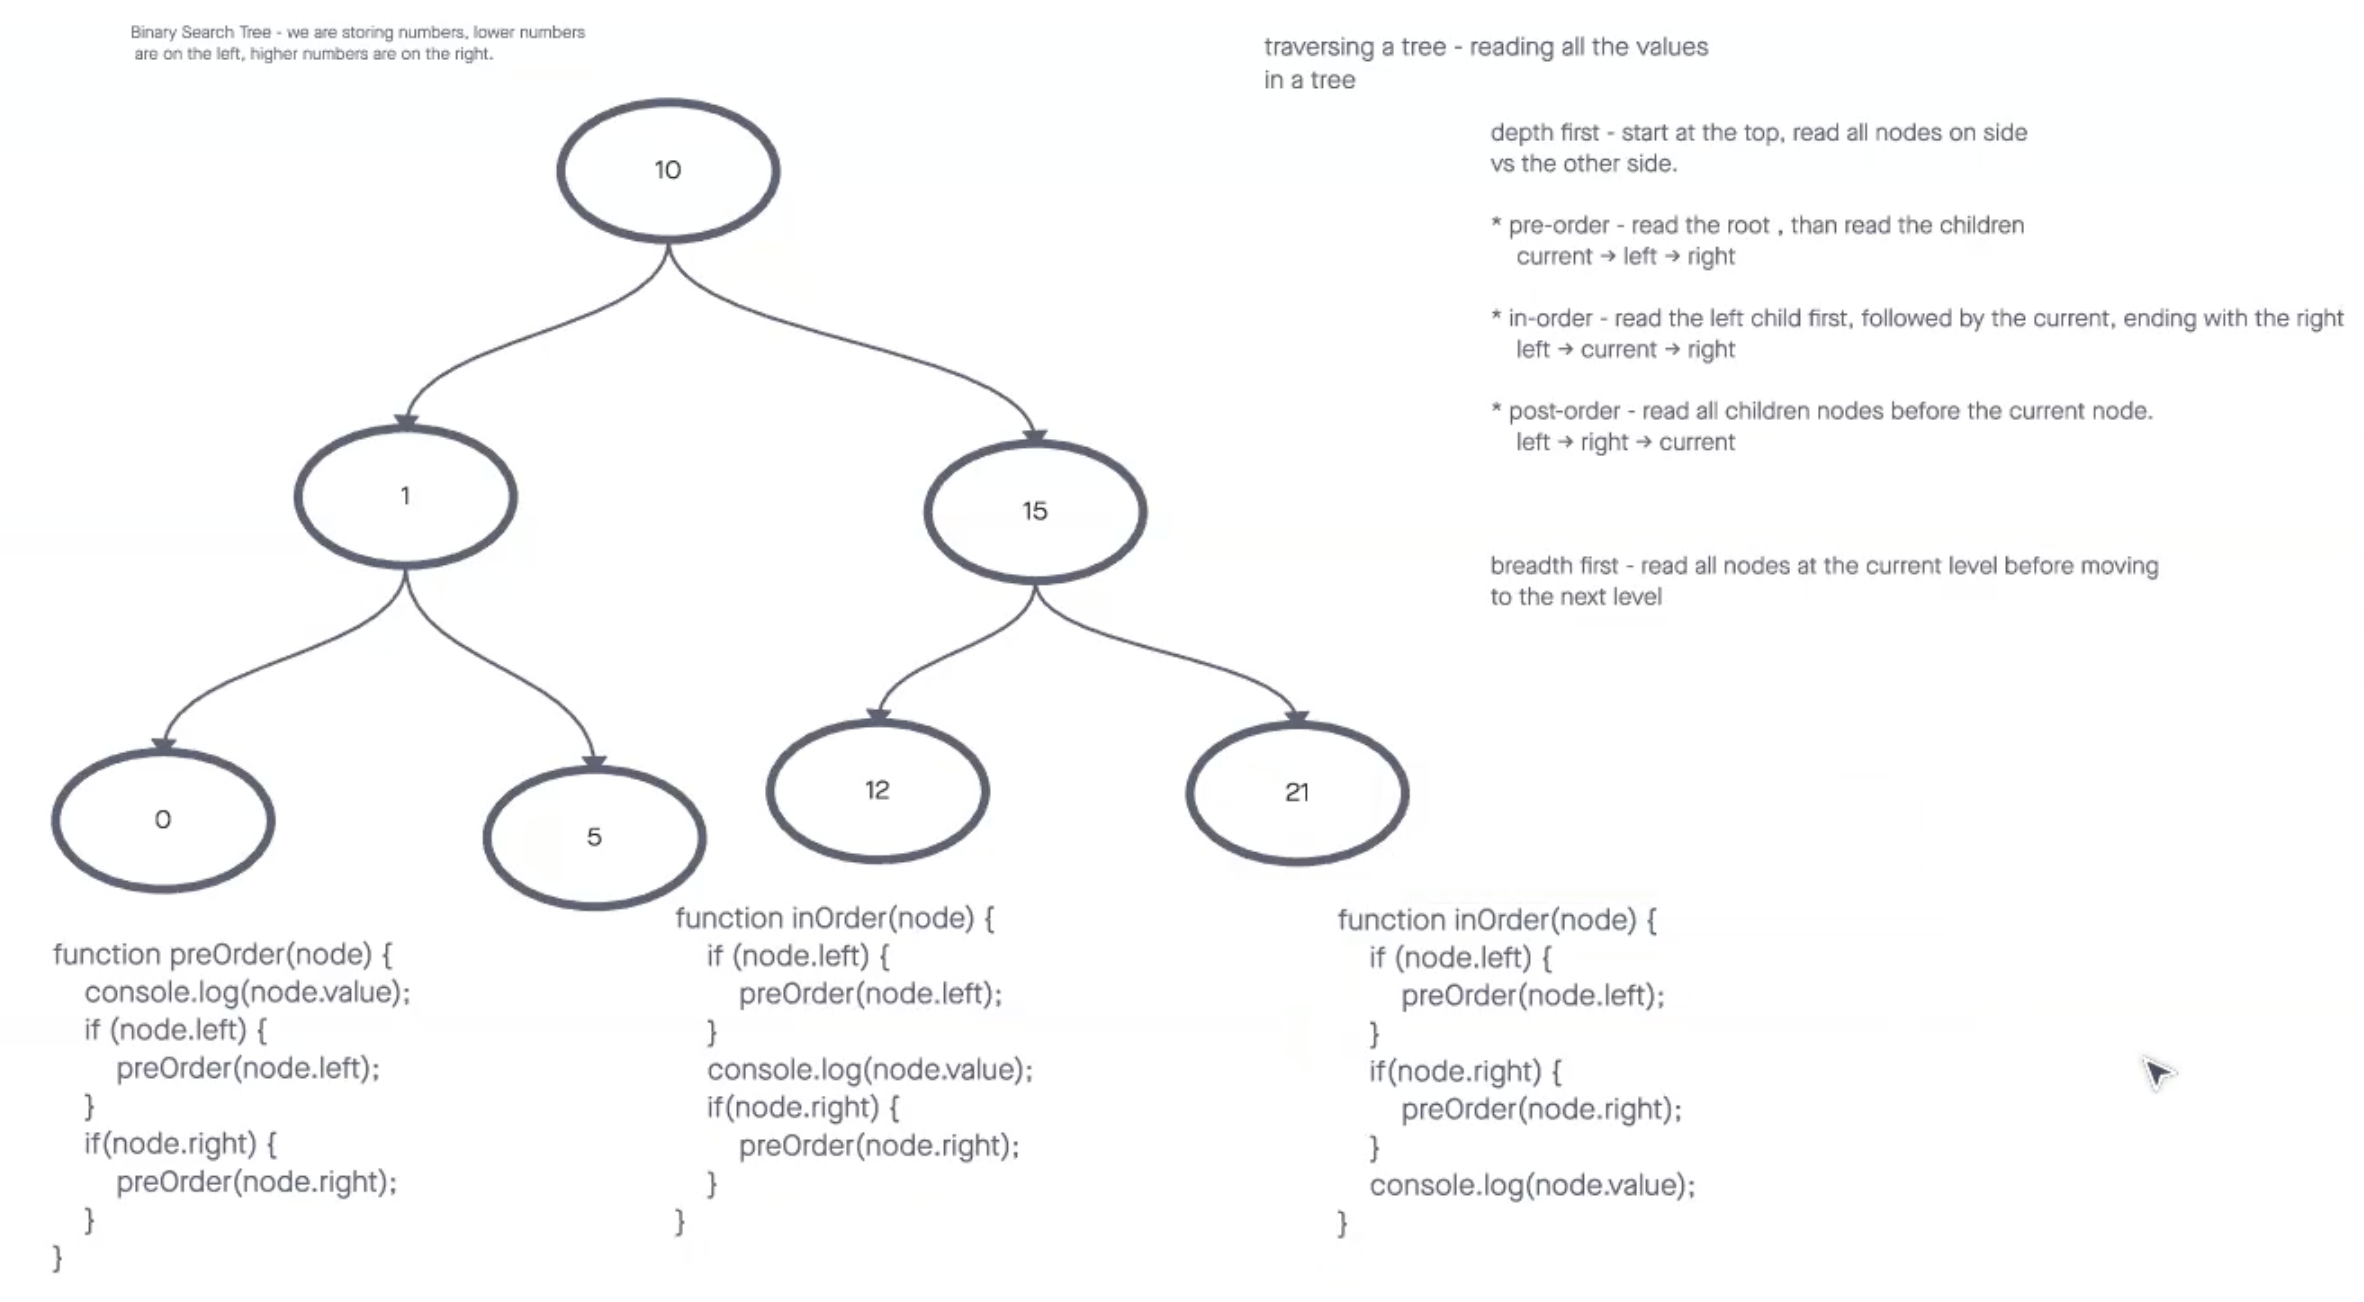 Binary Search Tree - we are storing numbers, lower numbers
are on the left, higher numbers are on the right.
traversing a tree - reading all the values
in a tree
depth first - start at the top, read all nodes on side
vs the other side.
* pre-order - read the root , than read the children
current → left → right
* in-order - read the left child first, followed by the current, ending with the right
left → current → right
* post-order - read all children nodes before the current node.
left → right → current
breadth first - read all nodes at the current level before moving
to the next level
10
1
15
0
5
12
21
function preOrder(node) {
console.log(node.value);
if (node.left) {
preOrder(node.left);
}
if(node.right) {
preOrder(node.right);
}
}
function inOrder(node) {
if (node.left) {
preOrder(node.left);
}
console.log(node.value);
if(node.right) {
preOrder(node.right);
}
}
function inOrder(node) {
if (node.left) {
preOrder(node.left);
}
if(node.right) {
preOrder(node.right);
}
console.log(node.value);
}